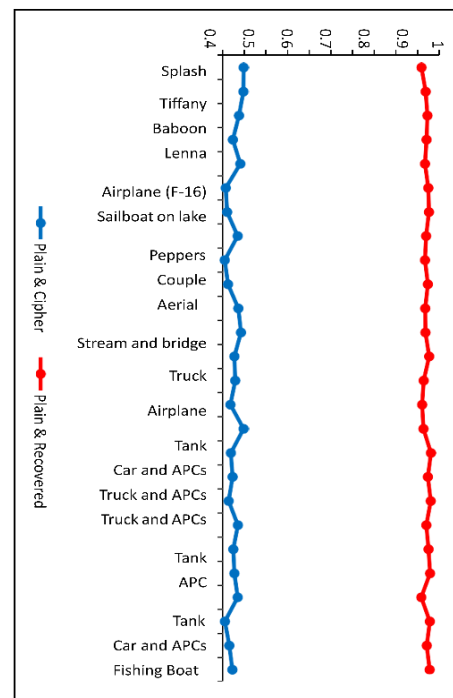 0.4
0.5
0.6
0.7
0.8
0.9
1
Splash
Tiffany
Baboon
Lenna
Airplane (F-16)
Sailboat on lake
Peppers
Couple
Aerial
Stream and bridge
Truck
Airplane
Tank
Car and APCs
Truck and APCs
Truck and APCs
Tank
APC
Tank
Car and APCs
Fishing Boat
Plain & Cipher
Plain & Recovered